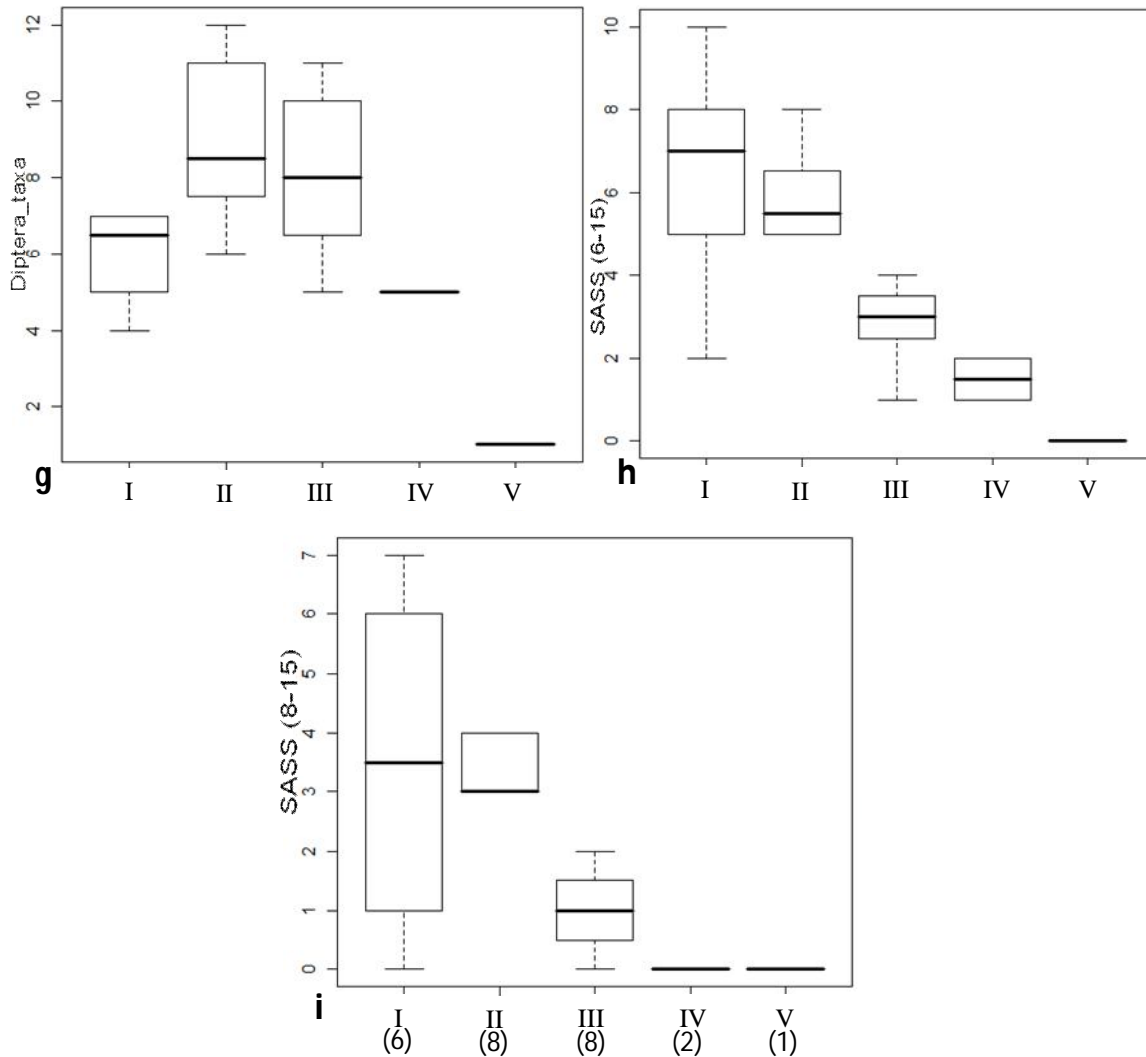 12
10
8
6
4
2
Diptera_taxa
g
I II III IV V
10
8
6
4
2
0
SASS (6-15)
h
I II III IV V
7
6
5
4
3
2
1
0
SASS (8-15)
i
I II III IV V
(6) (8) (8) (2) (1)